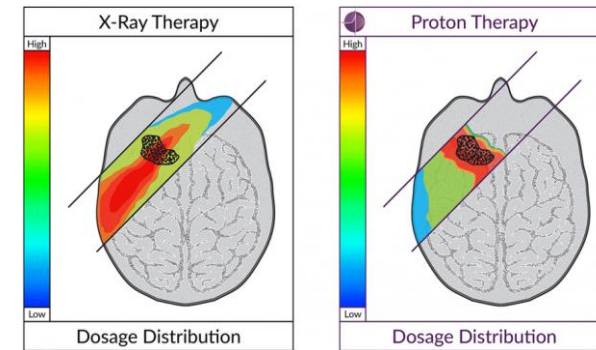 X-Ray Therapy
High
Low
Dosage Distribution
Proton Therapy
High
Low
Dosage Distribution